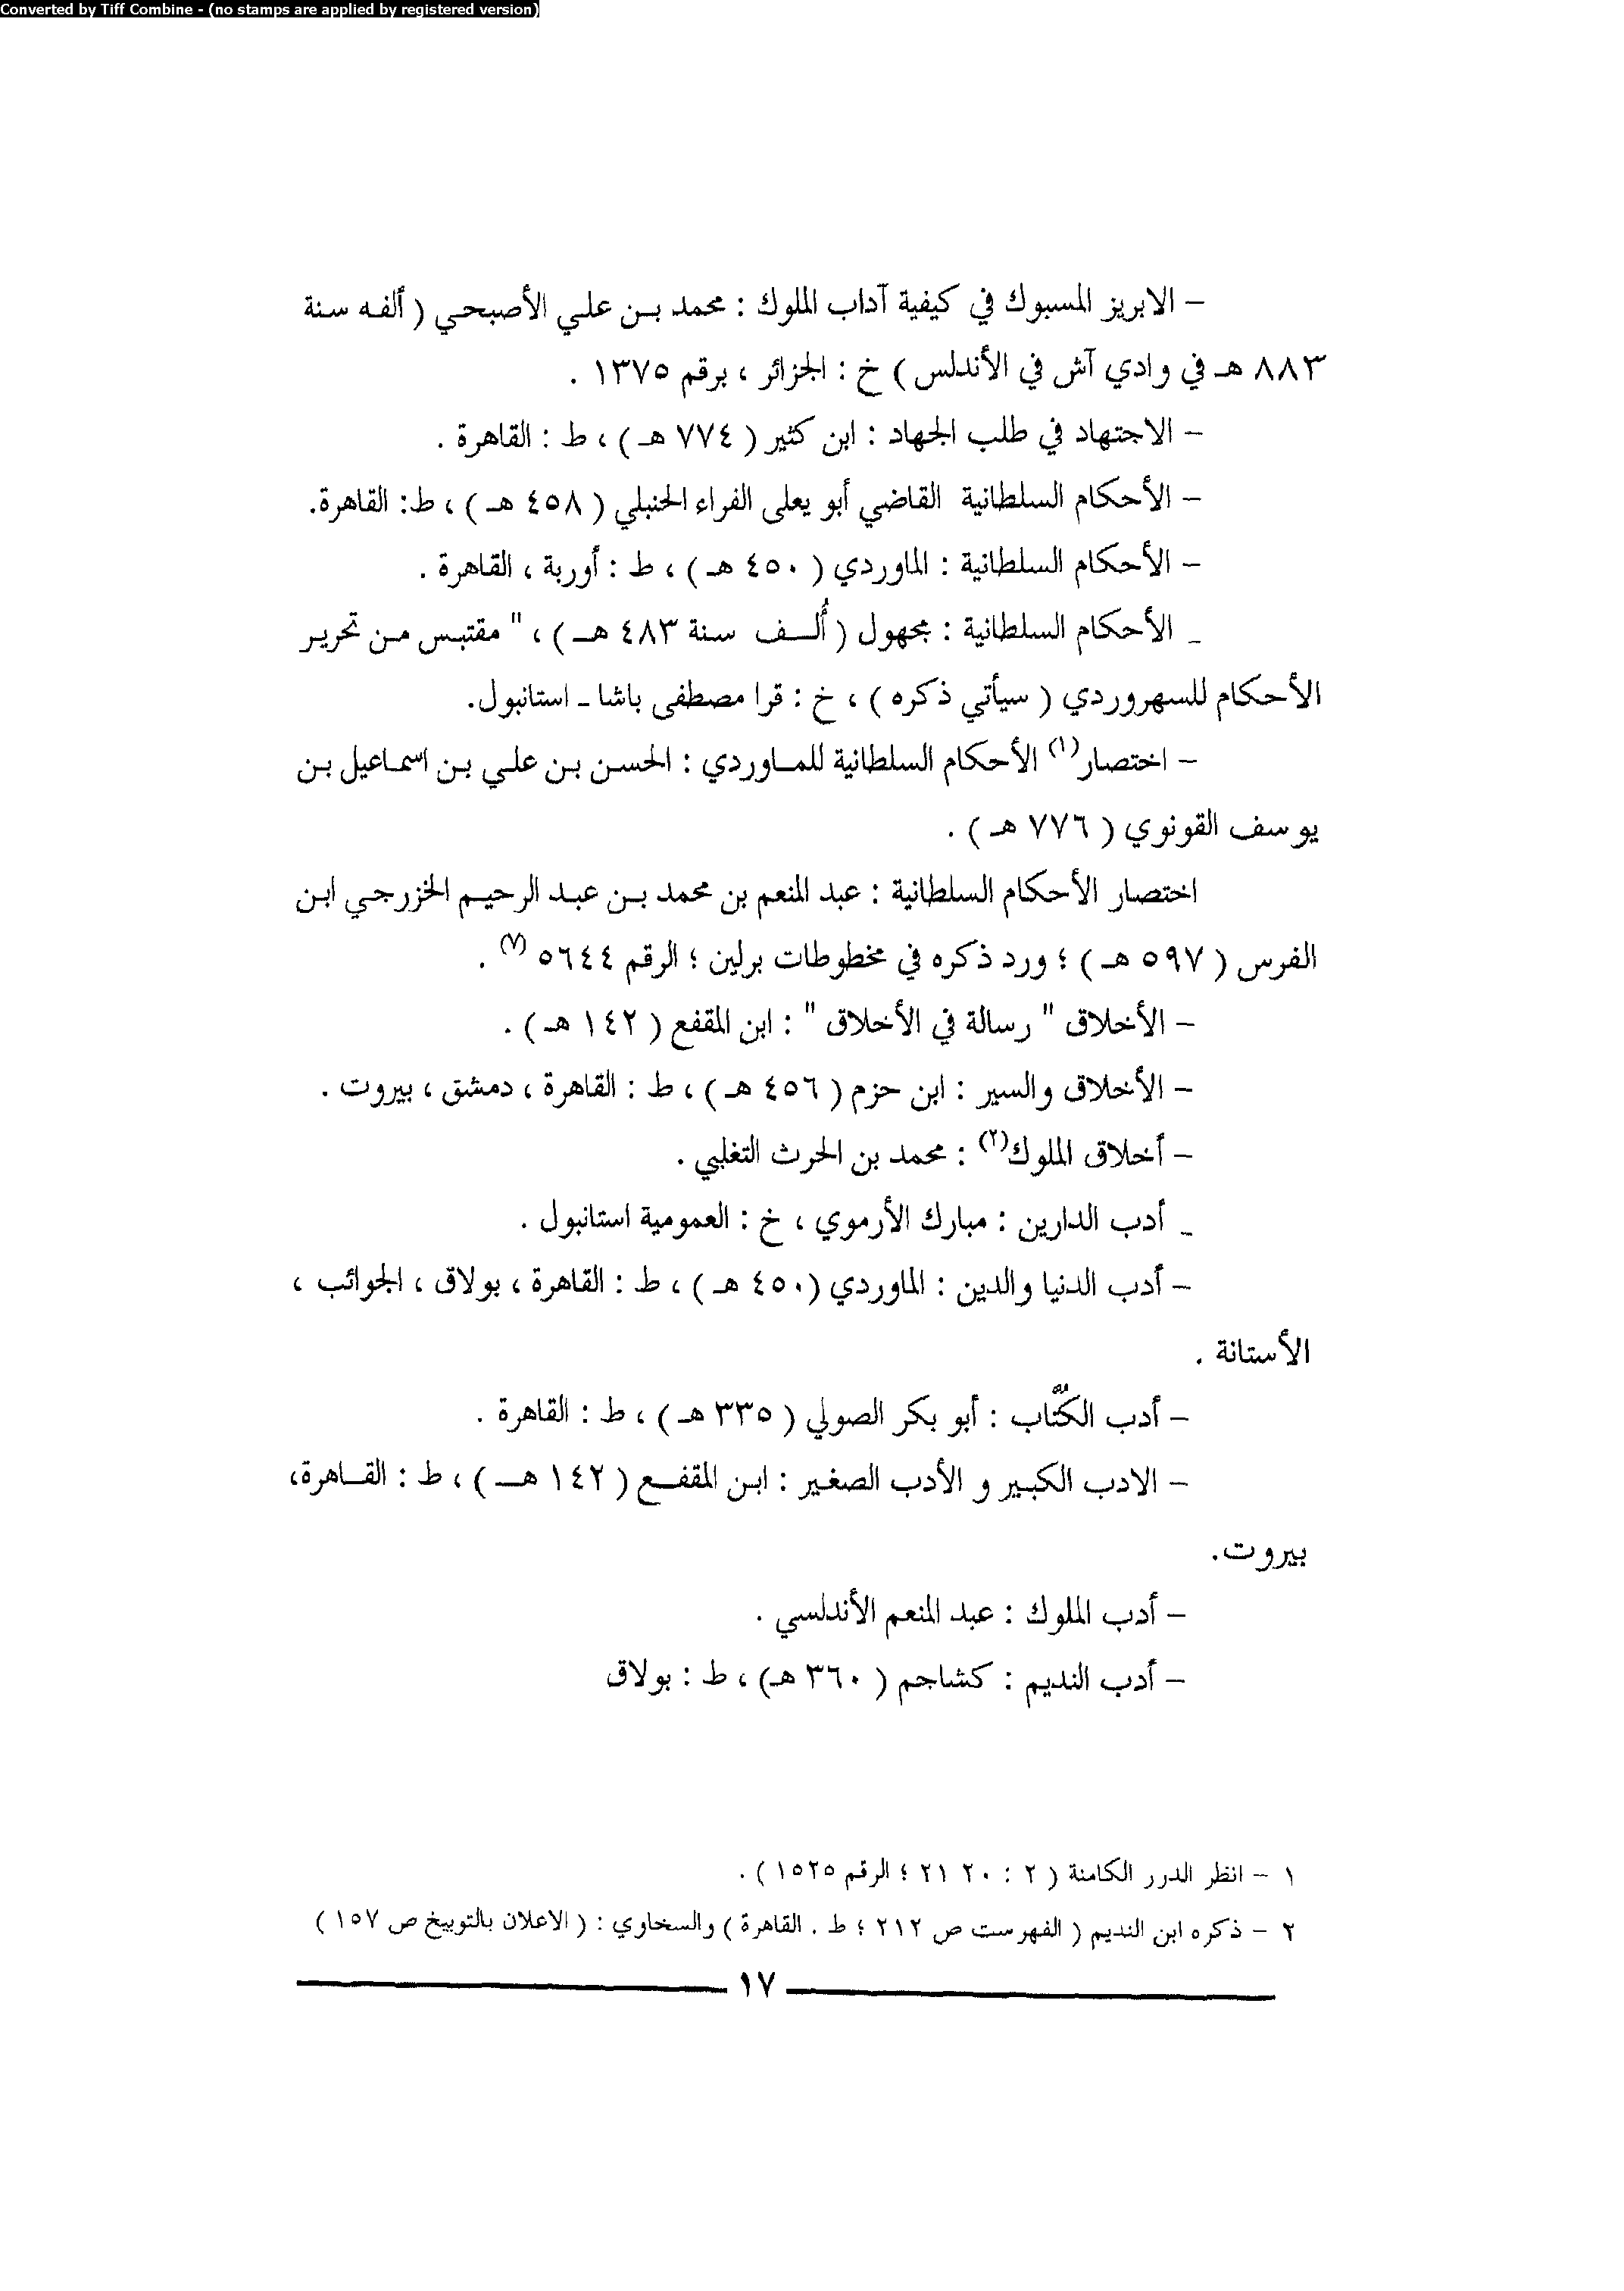 Converted by Tiff Combine - (no stamps are applied by registered version)
– الابريز المسبوك في كيفية آداب الملوك : محمد بن علي الأصبحي ( ألفه سنة
٨٨٣ هـ في وادي آش في الأندلس ) خ : الجزائر ، برقم ١٣٧٥ .
– الاجتهاد في طلب الجهاد : ابن كثير ( ٧٧٤ هـ ) ، ط : القاهرة .
– الأحكام السلطانية القاضي أبو يعلى الفراء الحنبلي ( ٤٥٨ هـ ) ، ط: القاهرة.
– الأحكام السلطانية : الماوردي ( ٤٥٠ هـ ) ، ط : أوربة ، القاهرة .
_ الأحكام السلطانية : مجهول ( أُلف سنة ٤٨٣ هـ ) ، " مقتبس من تحرير
الأحكام للسهروردي ( سيأتي ذكره ) ، خ : قرا مصطفى باشا ـ استانبول.
– اختصار(١) الأحكام السلطانية للماوردي : الحسن بن علي بن اسماعيل بن
يوسف القونوي ( ٧٧٦ هـ ) .
اختصار الأحكام السلطانية : عبد المنعم بن محمد بن عبد الرحيم الخزرجي ابن
الفرس ( ٥٩٧ هـ ) ؛ ورد ذكره في مخطوطات برلين ؛ الرقم ٥٦٤٤ (٧) .
– الأخلاق " رسالة في الأخلاق " : ابن المقفع ( ١٤٢ هـ ) .
– الأخلاق والسير : ابن حزم ( ٤٥٦ هـ ) ، ط : القاهرة ، دمشق ، بيروت .
– أخلاق الملوك(٢) : محمد بن الحرث التغلبي .
_ أدب الدارين : مبارك الأرموي ، خ : العمومية استانبول .
– أدب الدنيا والدين : الماوردي (٤٥٠ هـ ) ، ط : القاهرة ، بولاق ، الجوائب ،
الأستانة .
– أدب الكُتّاب : أبو بكر الصولي ( ٣٣٥ هـ ) ، ط : القاهرة .
– الادب الكبير و الأدب الصغير : ابن المقفع ( ١٤٢ هـ ) ، ط : القاهرة،
بيروت.
– أدب الملوك : عبد المنعم الأندلسي .
– أدب النديم : كشاجم ( ٣٦٠ هـ) ، ط : بولاق
١ – انظر الدرر الكامنة ( ٢ : ٢٠ ٢١ ؛ الرقم ١٥٢٥ ) .
٢ – ذكره ابن النديم ( الفهرست ص ٢١٢ ؛ ط . القاهرة ) والسخاوي : ( الاعلان بالتوبيخ ص ١٥٧ )
١٧